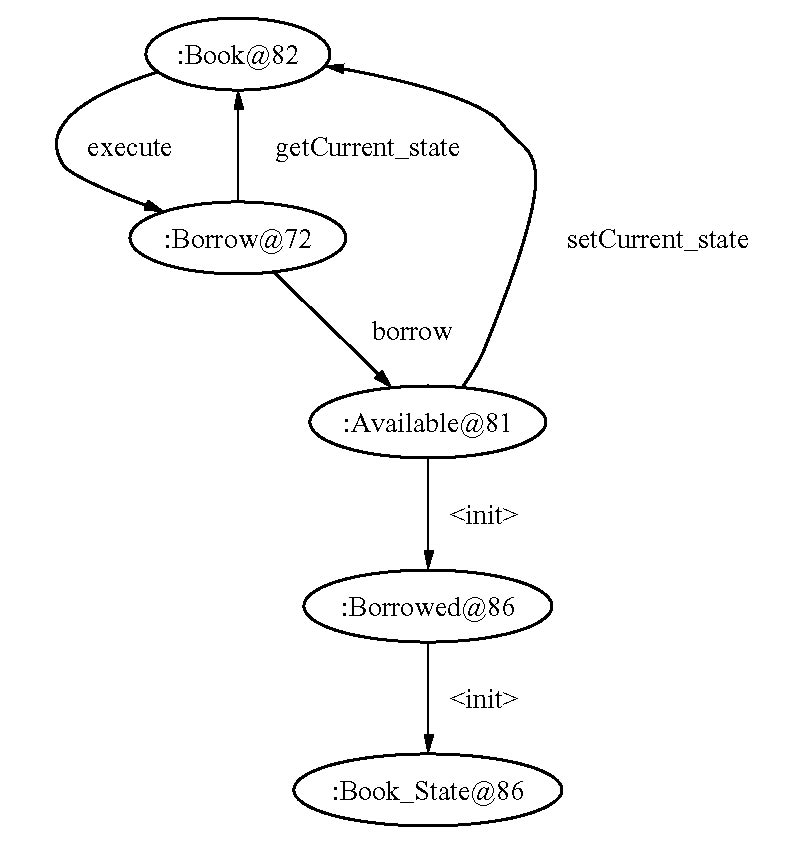 :Book@82
execute
getCurrent_state
:Borrow@72
setCurrent_state
borrow
:Available@81
<init>
:Borrowed@86
<init>
:Book_State@86